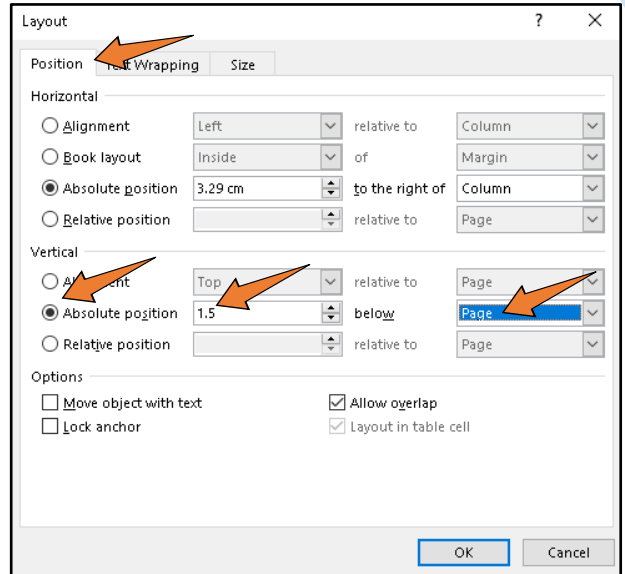 Layout ? ×
Position Text Wrapping Size
Horizontal
Alignment Left relative to Column
Book layout Inside of Margin
Absolute position 3.29 cm to the right of Column
Relative position relative to Page
Vertical
Alignment Top relative to Page
Absolute position 1.5 below Page
Relative position relative to Page
Options
Move object with text Allow overlap
Lock anchor Layout in table cell
OK Cancel